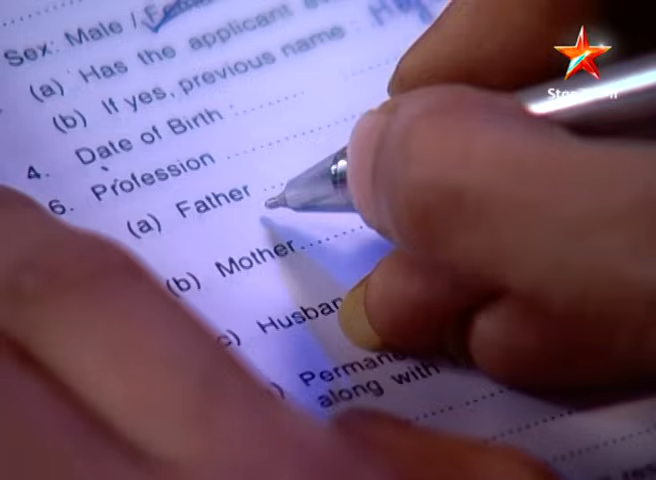 Sex: Male / Fe
(a) Has the applicant
(b) If yes, previous name :
4. Date of Birth :
6. Profession
(a) Father
(b) Mother
c) Husban
) Permane
along with